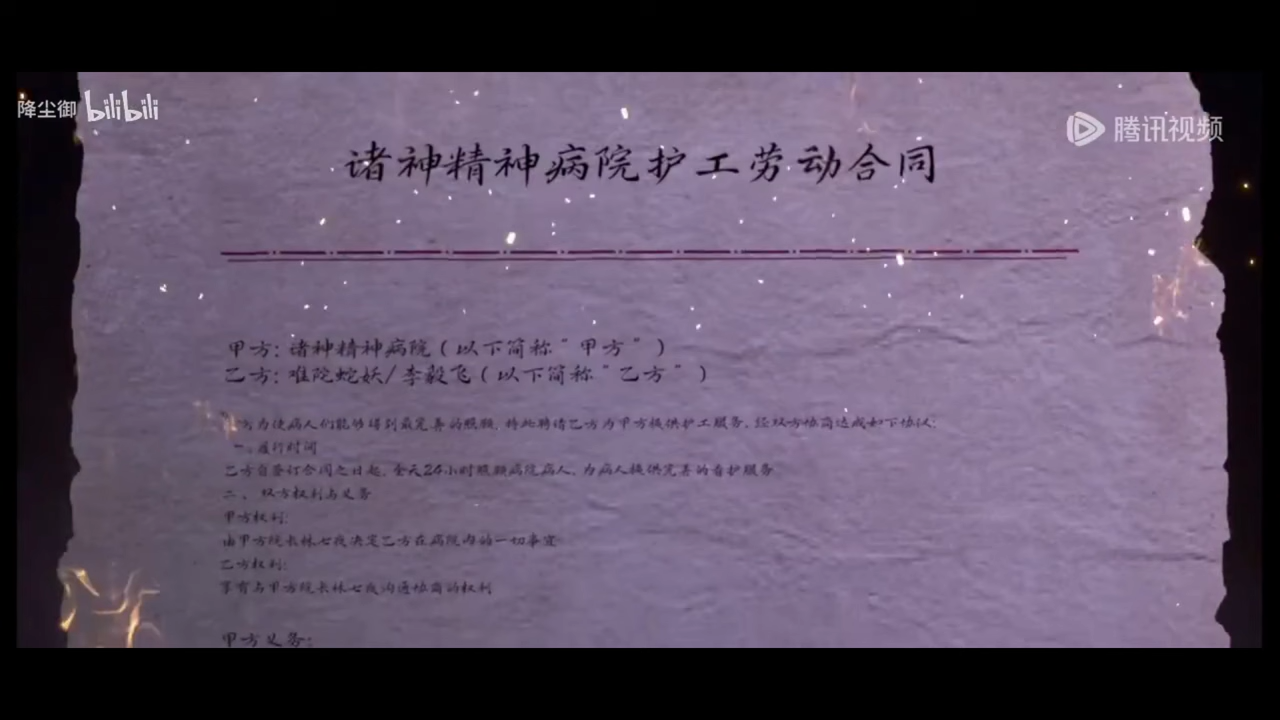 降尘御 bilibili
腾讯视频
诸神精神病院护工劳动合同
甲方：诸神精神病院（以下简称"甲方"）
乙方：难陀蛇妖/李毅飞（以下简称"乙方"）
为使病人们能够得到最完善的照顾，特此聘请乙方为甲方提供护工服务，经双方协商达成如下协议：
一、履行时间
乙方自签订合同之日起，全天24小时照顾病院病人，为病人提供完善的看护服务
二、双方权利与义务
甲方权利：
由甲方院长林七夜决定乙方在病院内的一切事宜
乙方权利：
享有与甲方院长林七夜沟通协商的权利
甲方义务：